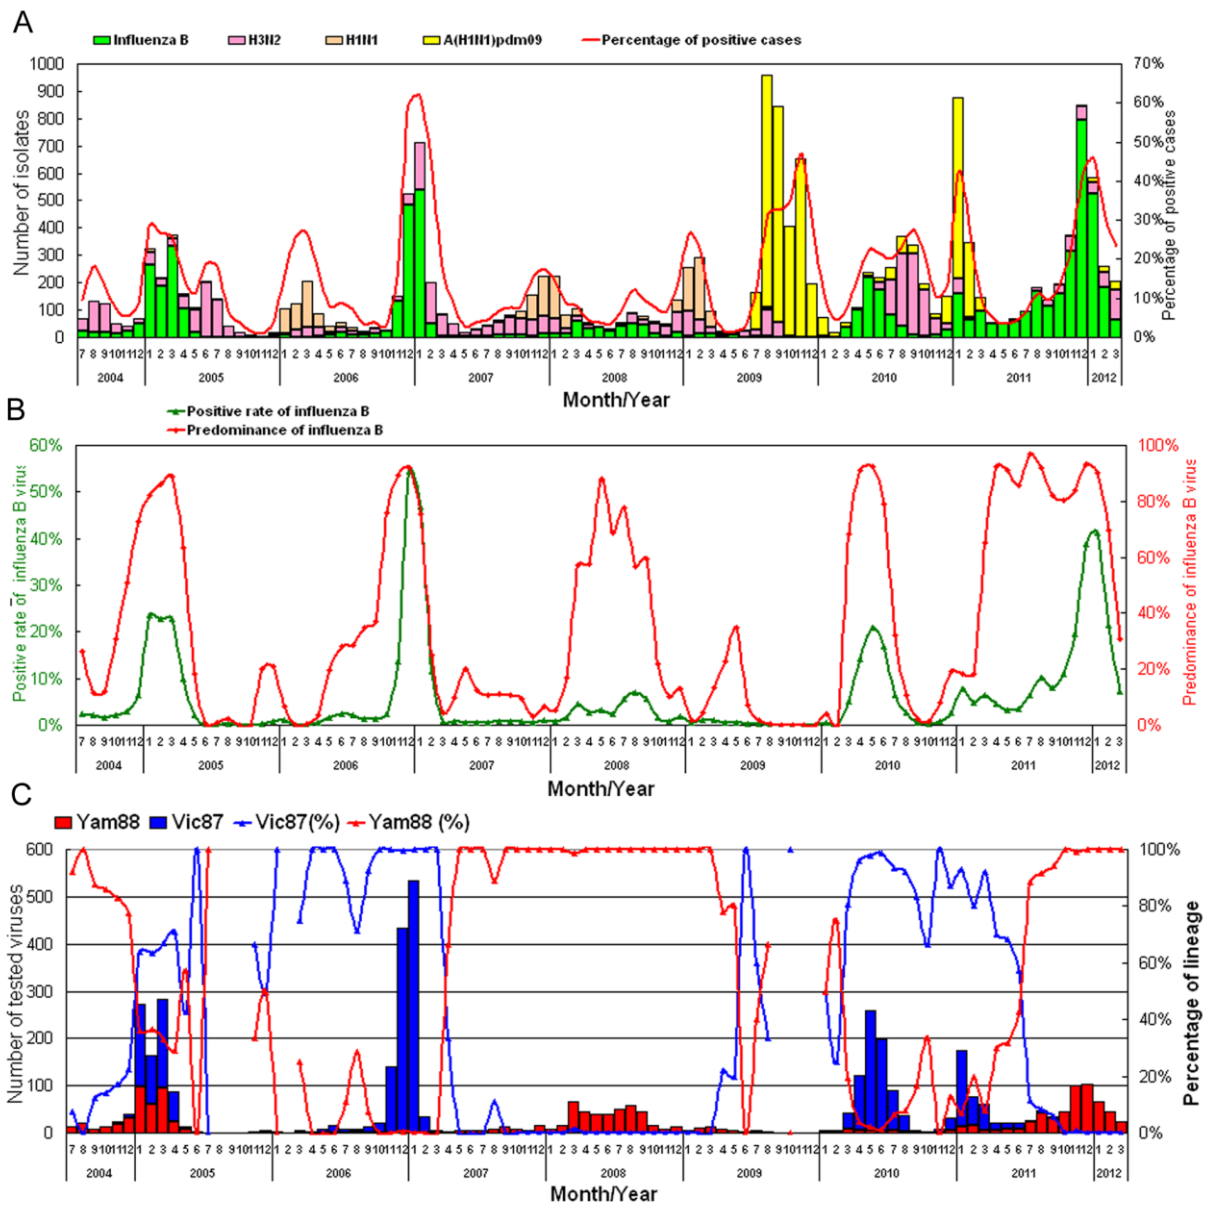 A
Influenza B H3N2 H1N1 A(H1N1)pdm09 Percentage of positive cases
1000
900
800
700
600
500
400
300
200
100
0
Number of isolates
70%
60%
50%
40%
30%
20%
10%
0%
Percentage of positive cases
7 8 9 10 11 12 1 2 3 4 5 6 7 8 9 10 11 12 1 2 3 4 5 6 7 8 9 10 11 12 1 2 3 4 5 6 7 8 9 10 11 12 1 2 3 4 5 6 7 8 9 10 11 12 1 2 3 4 5 6 7 8 9 10 11 12 1 2 3 4 5 6 7 8 9 10 11 12 1 2 3 4 5 6 7 8 9 10 11 12 1 2 3
2004 2005 2006 2007 2008 2009 2010 2011 2012
Month/Year
B
Positive rate of influenza B
Predominance of influenza B
60%
50%
40%
30%
20%
10%
0%
Positive rate of influenza B virus
100%
80%
60%
40%
20%
0%
Predominance of influenza B virus
7 8 9 10 11 12 1 2 3 4 5 6 7 8 9 10 11 12 1 2 3 4 5 6 7 8 9 10 11 12 1 2 3 4 5 6 7 8 9 10 11 12 1 2 3 4 5 6 7 8 9 10 11 12 1 2 3 4 5 6 7 8 9 10 11 12 1 2 3 4 5 6 7 8 9 10 11 12 1 2 3 4 5 6 7 8 9 10 11 12 1 2 3
2004 2005 2006 2007 2008 2009 2010 2011 2012
Month/Year
C
Yam88 Vic87 Vic87(%) Yam88 (%)
600
500
400
300
200
100
0
Number of tested viruses
100%
80%
60%
40%
20%
0%
Percentage of lineage
7 8 9 10 11 12 1 2 3 4 5 6 7 8 9 10 11 12 1 2 3 4 5 6 7 8 9 10 11 12 1 2 3 4 5 6 7 8 9 10 11 12 1 2 3 4 5 6 7 8 9 10 11 12 1 2 3 4 5 6 7 8 9 10 11 12 1 2 3 4 5 6 7 8 9 10 11 12 1 2 3 4 5 6 7 8 9 10 11 12 1 2 3
2004 2005 2006 2007 2008 2009 2010 2011 2012
Month/Year